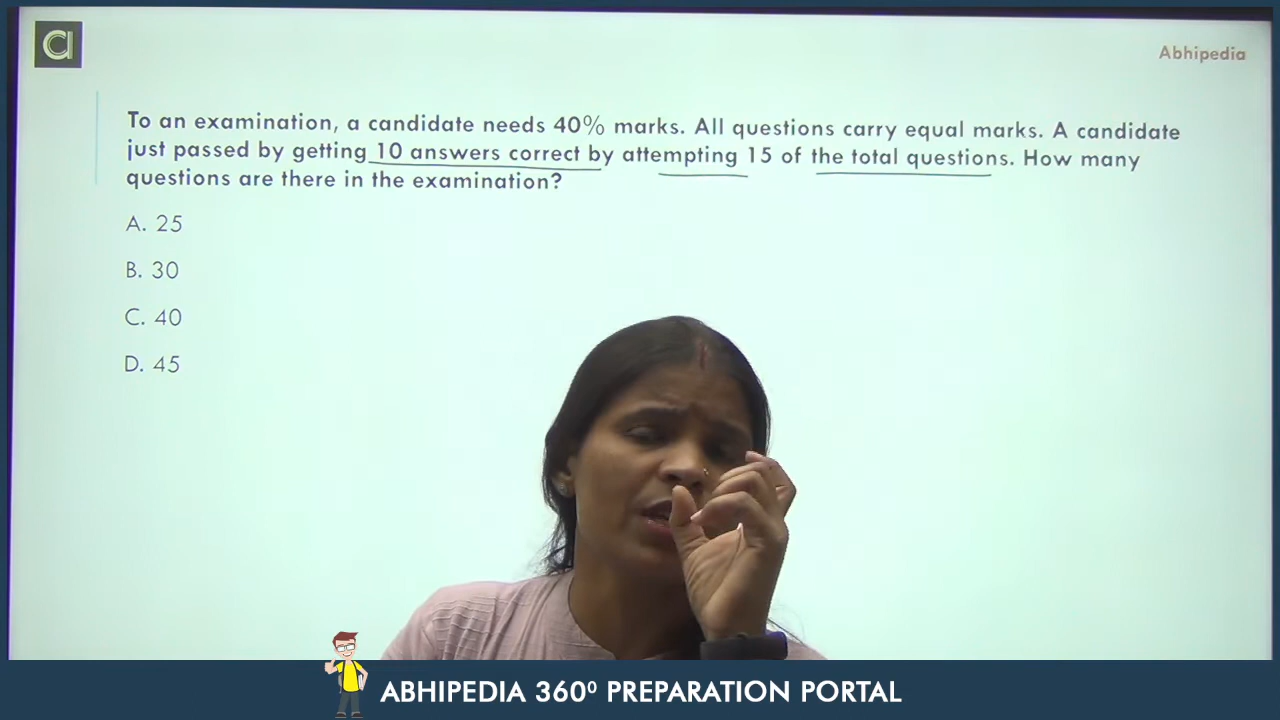 Abhipedia
To an examination, a candidate needs 40% marks. All questions carry equal marks. A candidate
just passed by getting 10 answers correct by attempting 15 of the total questions. How many
questions are there in the examination?
A. 25
B. 30
C. 40
D. 45
ABHIPEDIA 360⁰ PREPARATION PORTAL